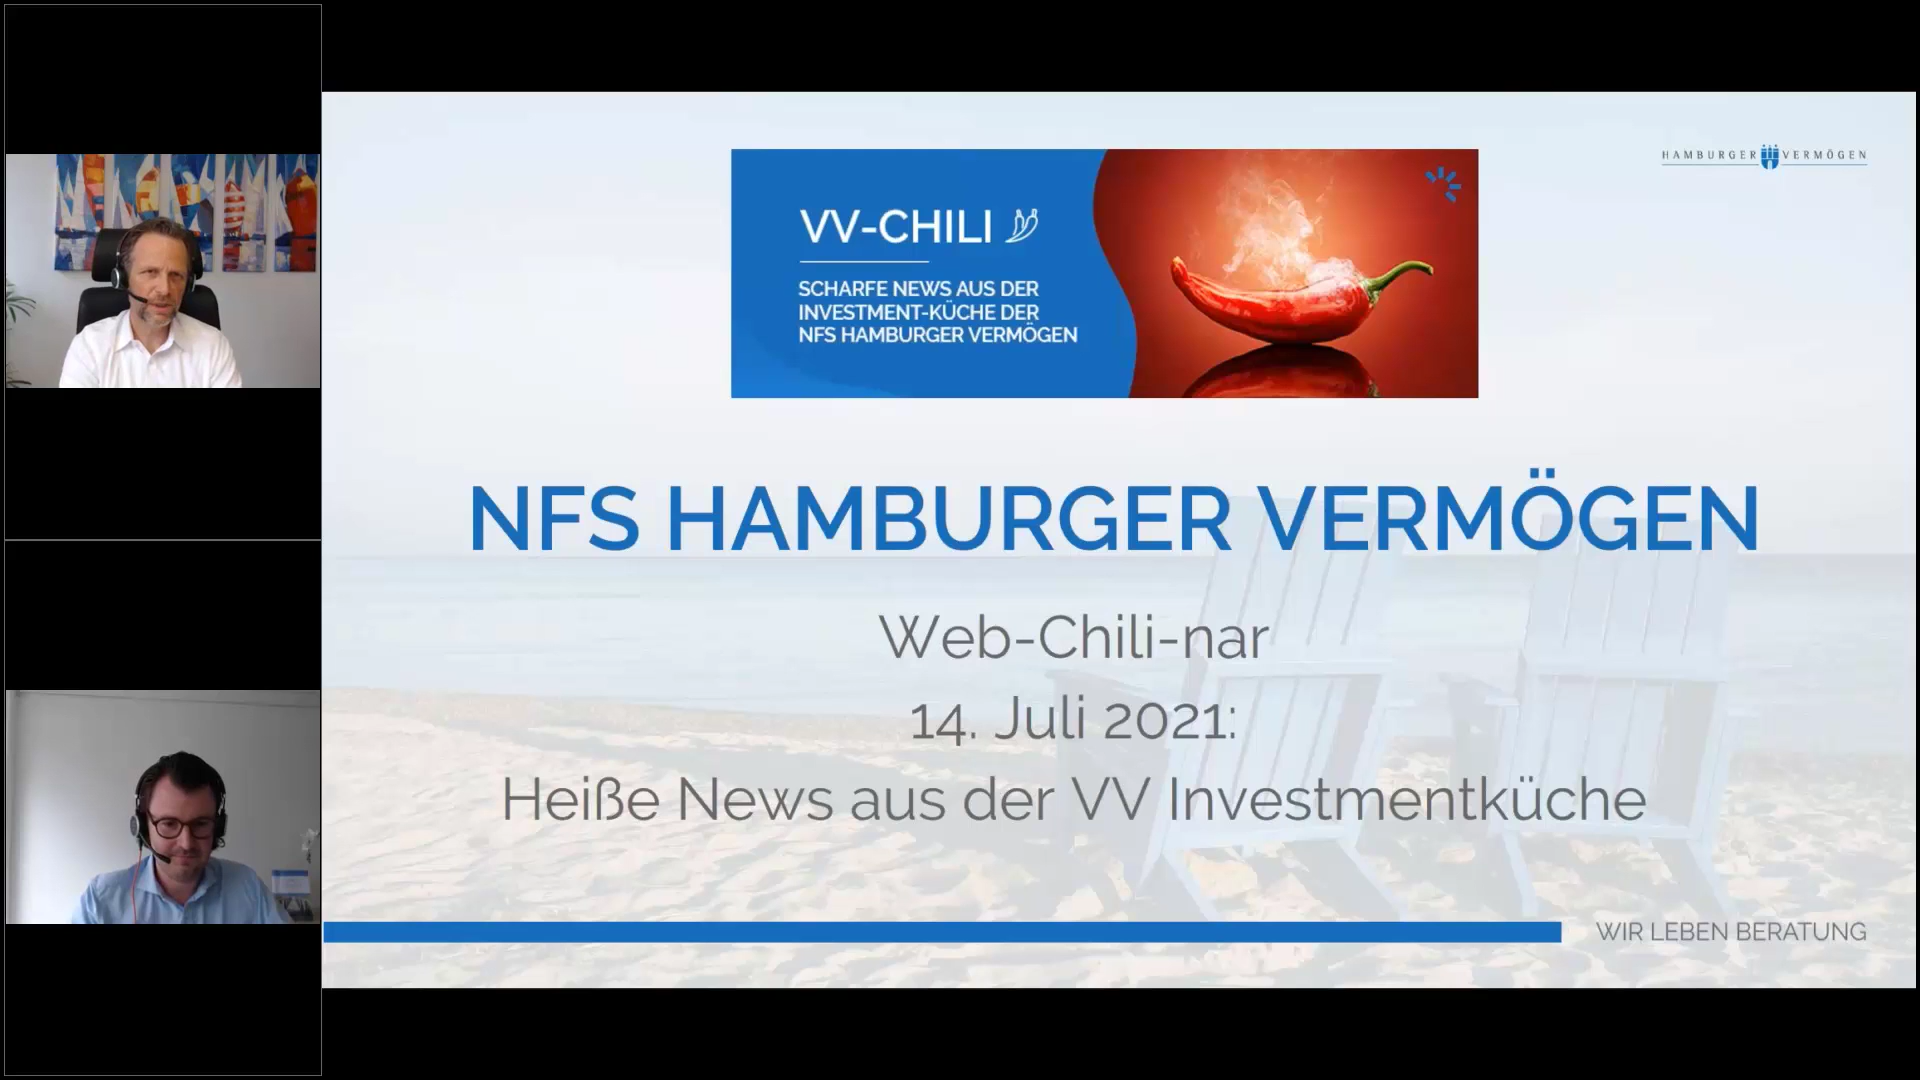 HAMBURGER VERMÖGEN
VV-CHILI
SCHARFE NEWS AUS DER
INVESTMENT-KÜCHE DER
NFS HAMBURGER VERMÖGEN
NFS HAMBURGER VERMÖGEN
Web-Chili-nar
14. Juli 2021:
Heiße News aus der VV Investmentküche
WIR LEBEN BERATUNG